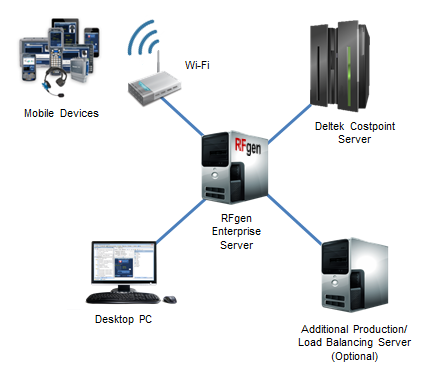 Wi-Fi
Mobile Devices
Deltek Costpoint
Server
RFgen
RFgen
Enterprise
Server
Desktop PC
Additional Production/
Load Balancing Server
(Optional)